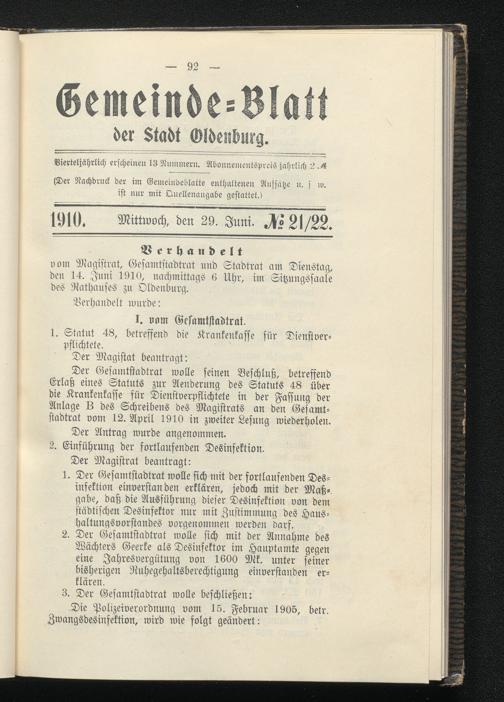 — 92 —
Gemeinde=Blatt
der Stadt Oldenburg.
Vierteljährlich erscheinen 13 Nummern. Abonnementspreis jährlich 2 ℳ
(Der Nachdruck der im Gemeindeblatte enthaltenen Aufsätze u. s w.
ist nur mit Quellenangabe gestattet.)
1910. Mittwoch, den 29. Juni. № 21/22.
Verhandelt
vom Magistrat, Gesamtstadtrat und Stadtrat am Dienstag,
den 14. Juni 1910, nachmittags 6 Uhr, im Sitzungssaale
des Rathauses zu Oldenburg.
Verhandelt wurde:
I. vom Gesamtstadtrat.
1. Statut 48, betreffend die Krankenkasse für Dienstver-
pflichtete.
Der Magistat beantragt:
Der Gesamtstadtrat wolle seinen Beschluß, betreffend
Erlaß eines Statuts zur Aenderung des Statuts 48 über
die Krankenkasse für Dienstverpflichtete in der Fassung der
Anlage B des Schreibens des Magistrats an den Gesamt-
stadtrat vom 12. April 1910 in zweiter Lesung wiederholen.
Der Antrag wurde angenommen.
2. Einführung der fortlaufenden Desinfektion.
Der Magistrat beantragt:
1. Der Gesamtstadtrat wolle sich mit der fortlaufenden Des-
infektion einverstanden erklären, jedoch mit der Maß-
gabe, daß die Ausführung dieser Desinfektion von dem
städtischen Desinfektor nur mit Zustimmung des Haus-
haltungsvorstandes vorgenommen werden darf.
2. Der Gesamtstadtrat wolle sich mit der Annahme des
Wächters Geerke als Desinfektor im Hauptamte gegen
eine Jahresvergütung von 1600 Mk. unter seiner
bisherigen Ruhegehaltsberechtigung einverstanden er-
klären.
3. Der Gesamtstadtrat wolle beschließen:
Die Polizeiverordnung vom 15. Februar 1905, betr.
Zwangsdesinfektion, wird wie folgt geändert: